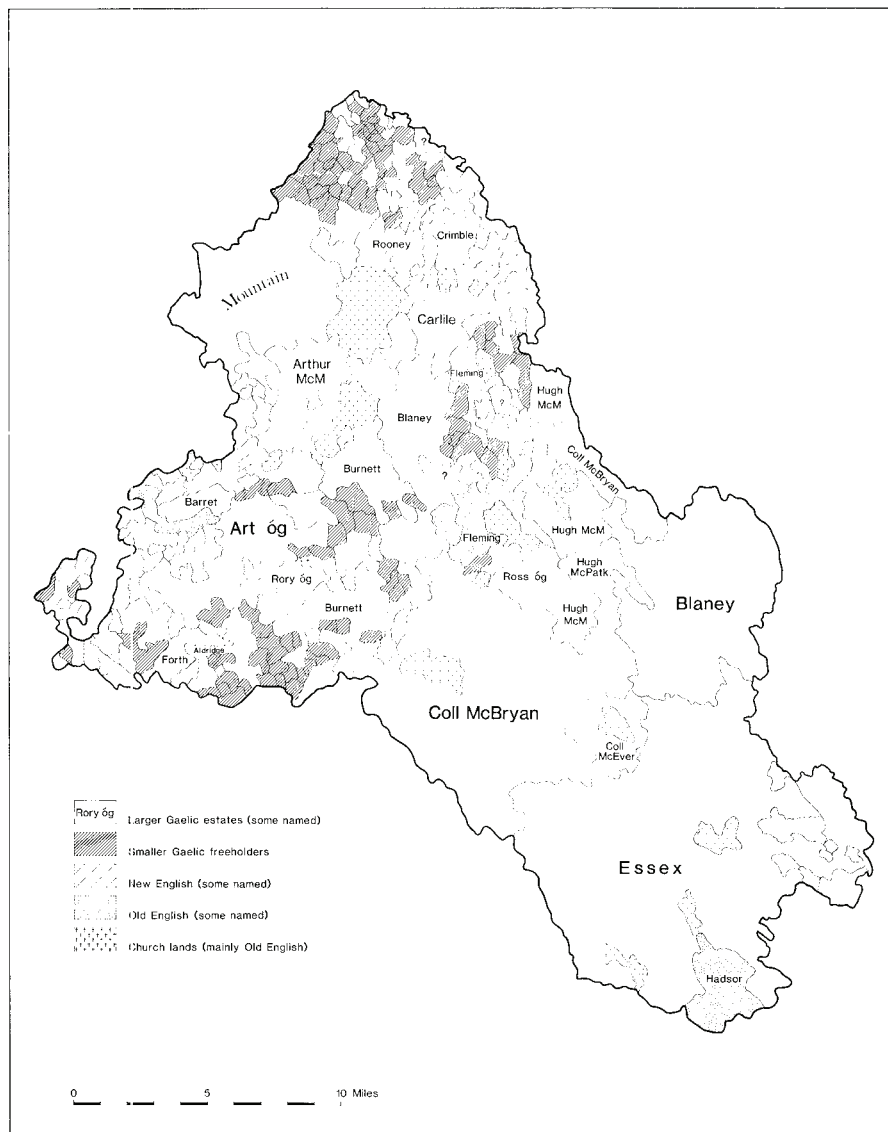 ?
Crimble
Rooney
Mountain
Carlile
Arthur
McM
Fleming
Hugh
McM
?
Blaney
Coll McBryan
Burnett
?
Barret
Art óg
Hugh McM
Fleming
Hugh
McPatk
Rory óg
Ross óg
Burnett
Hugh
McM
Blaney
Aldridge
Forth
Coll McBryan
Coll
McEver
Essex
Hadsor
Rory óg
Larger Gaelic estates (some named)
Smaller Gaelic freeholders
New English (some named)
Old English (some named)
Church lands (mainly Old English)
0 5 10 Miles